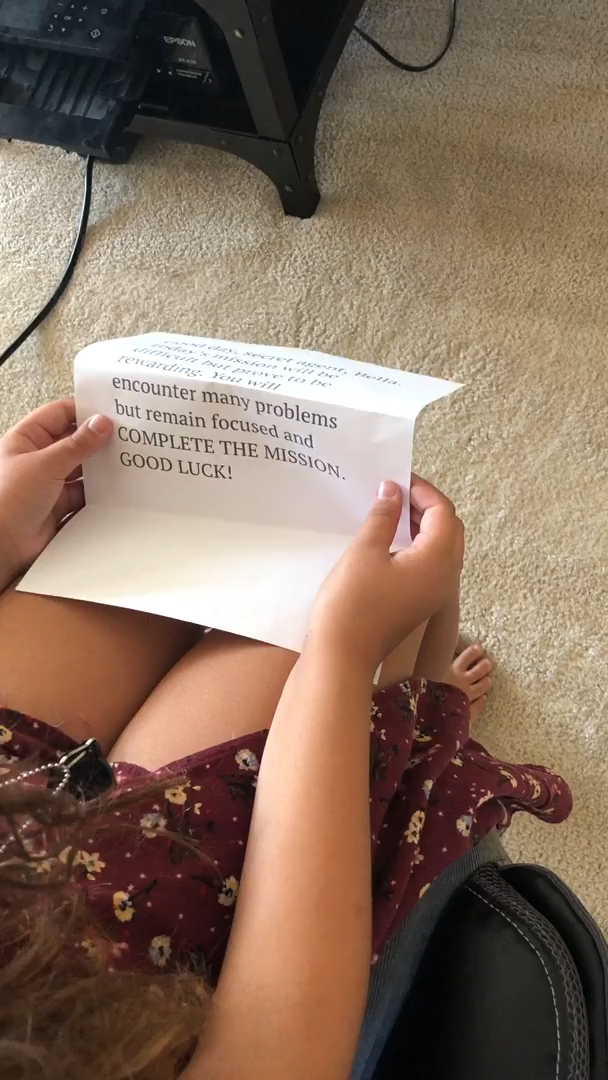 EPSON
Good day, secret agent, Bella.
Today's mission will be
difficult but prove to be
rewarding. You will
encounter many problems
but remain focused and
COMPLETE THE MISSION.
GOOD LUCK!